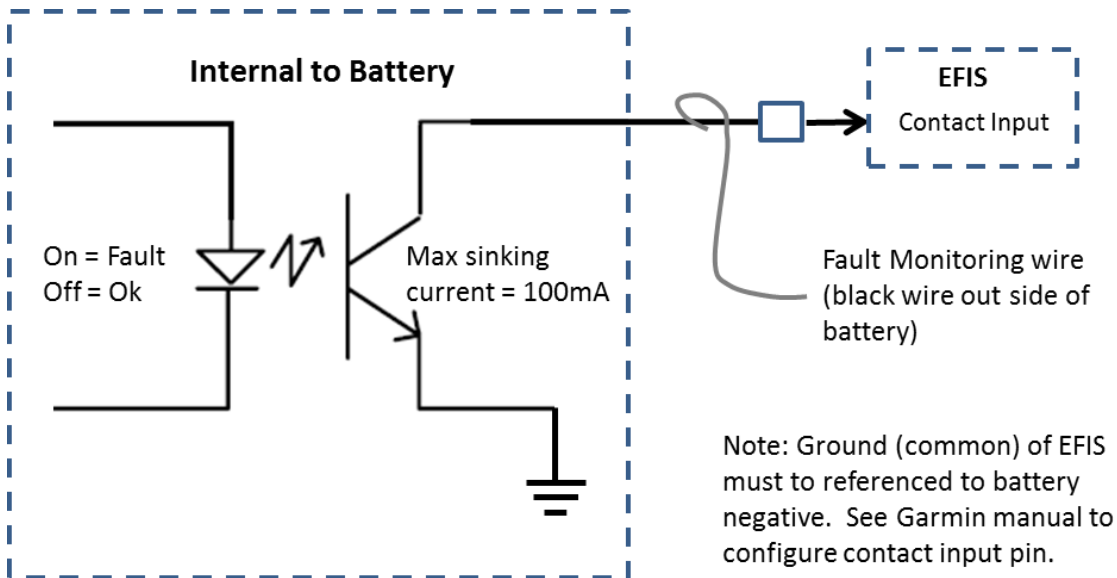 Internal to Battery
EFIS
Contact Input
On = Fault
Off = Ok
Max sinking
current = 100mA
Fault Monitoring wire
(black wire out side of
battery)
Note: Ground (common) of EFIS
must to referenced to battery
negative.  See Garmin manual to
configure contact input pin.